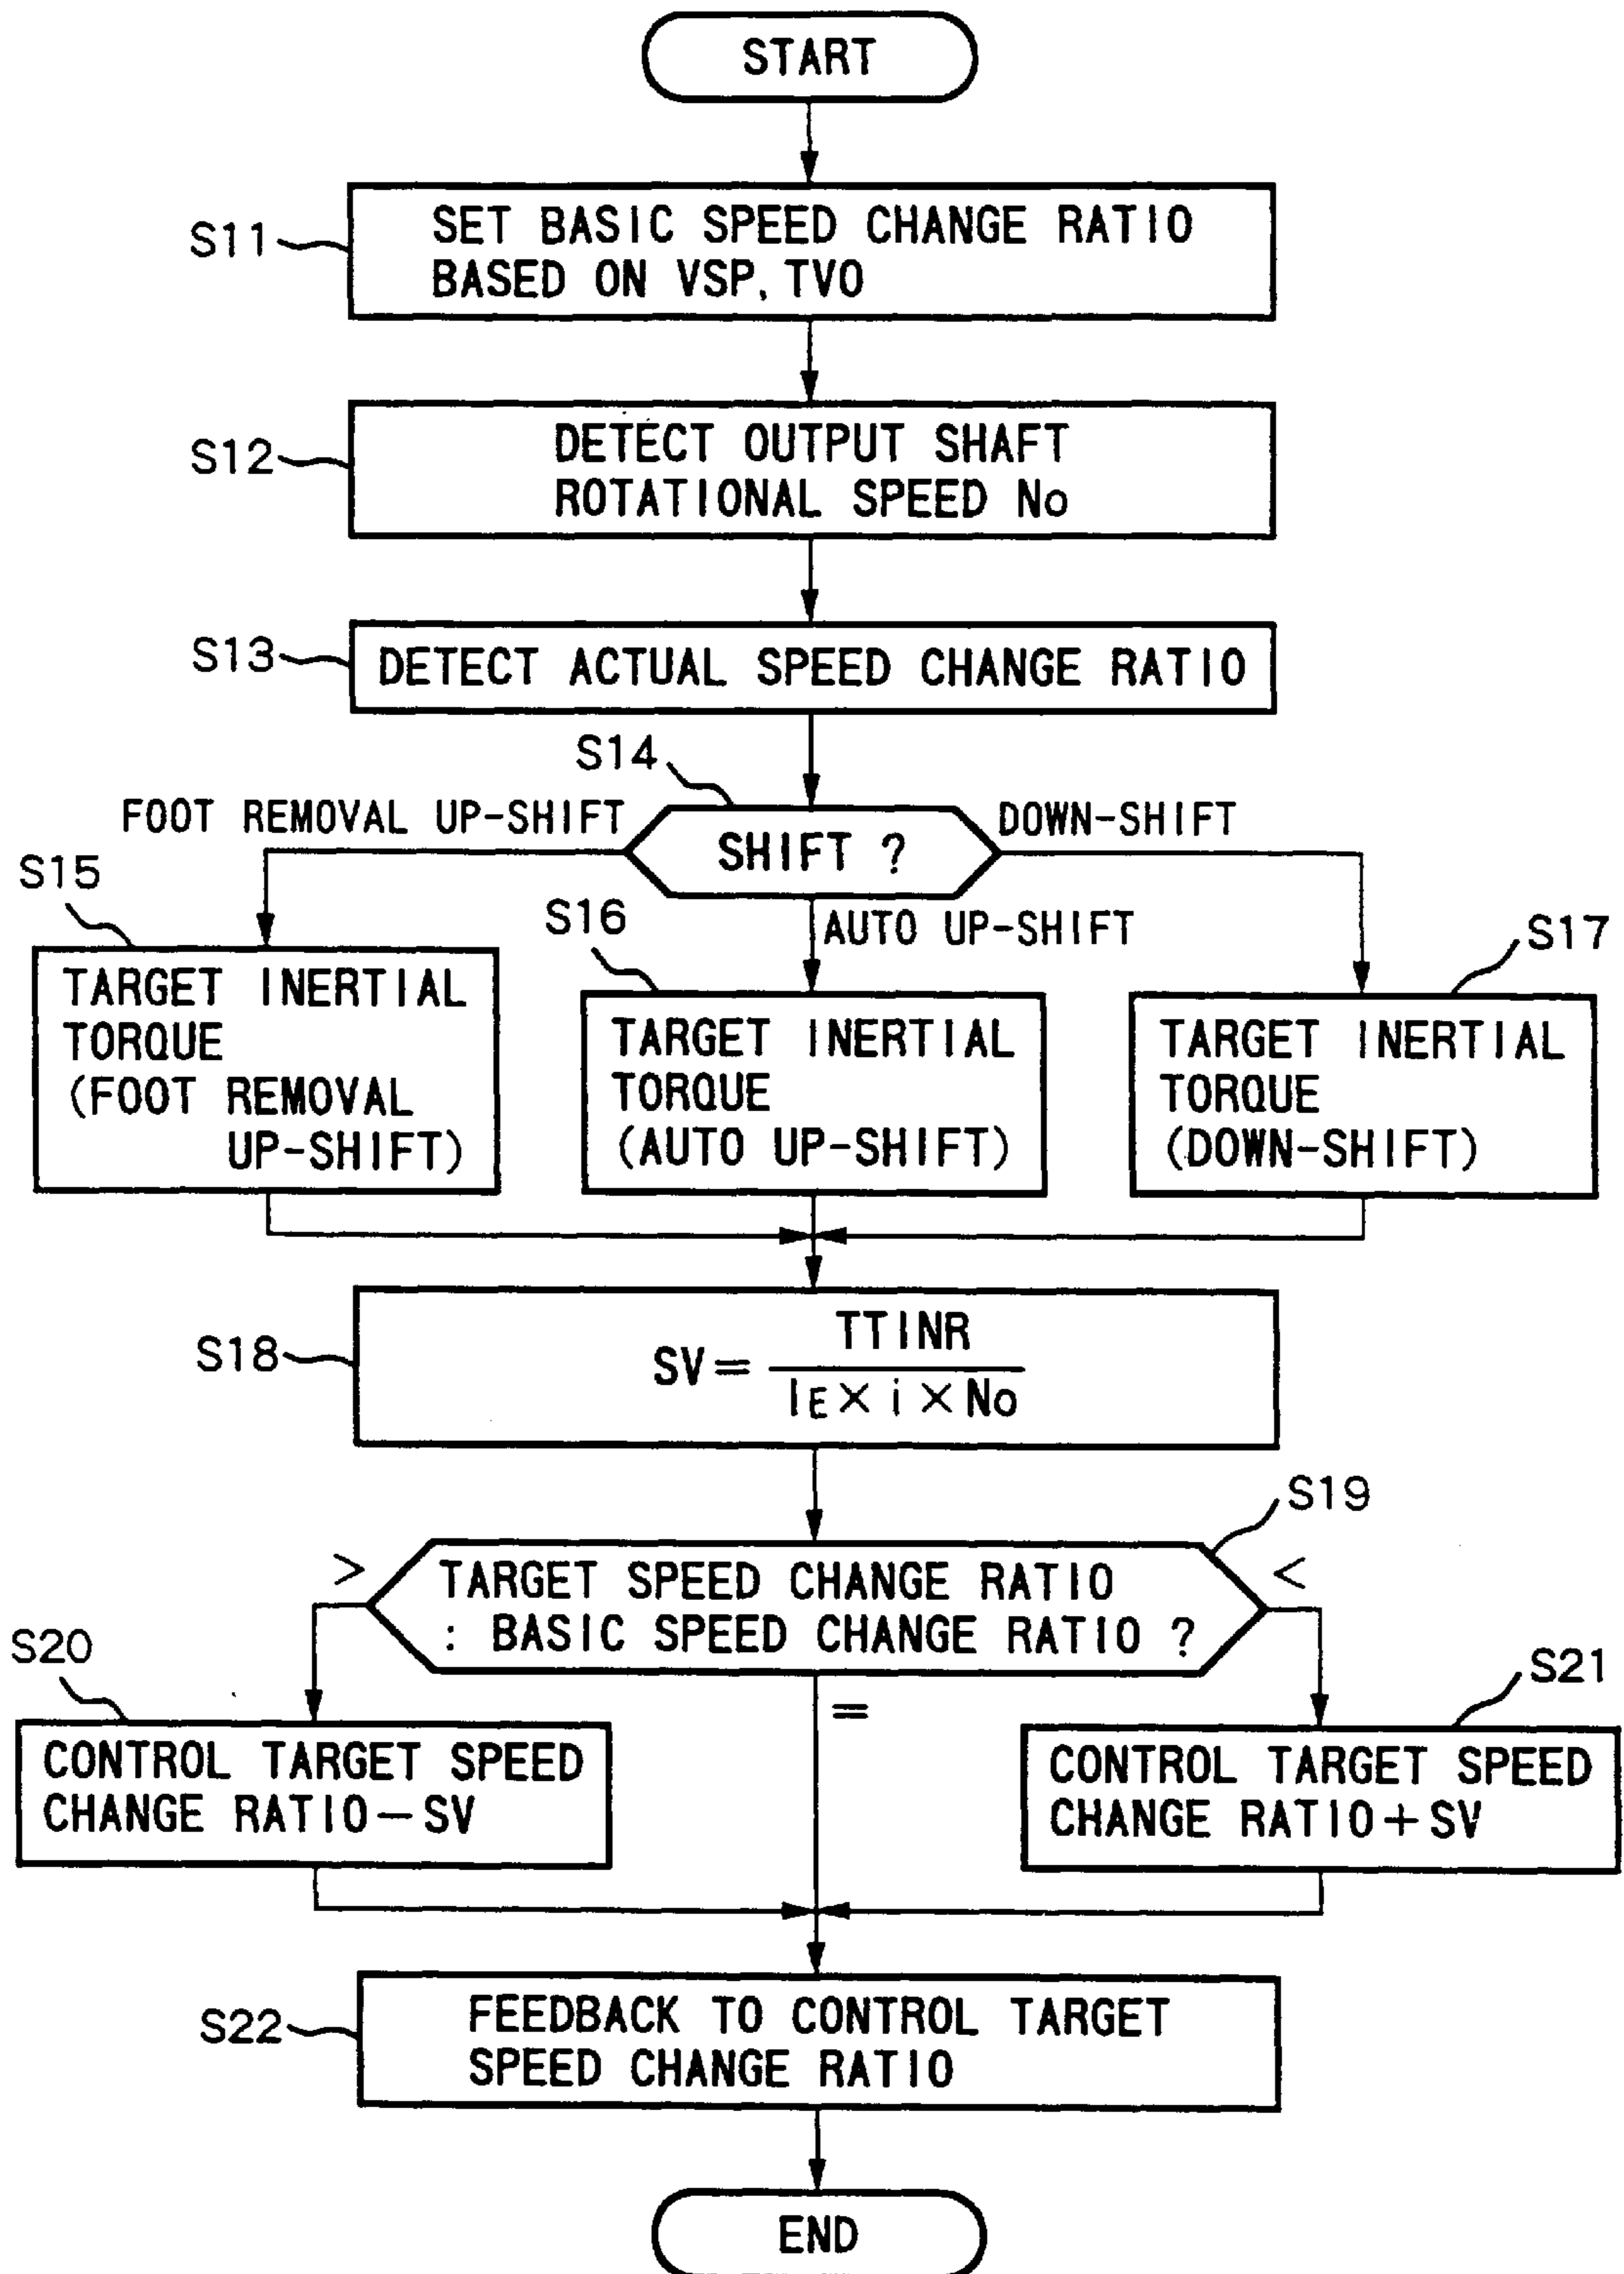 START
S11
SET BASIC SPEED CHANGE RATIO
BASED ON VSP, TVO
S12
DETECT OUTPUT SHAFT
ROTATIONAL SPEED No
S13
DETECT ACTUAL SPEED CHANGE RATIO
S14
FOOT REMOVAL UP-SHIFT
SHIFT ?
DOWN-SHIFT
AUTO UP-SHIFT
S15
TARGET INERTIAL
TORQUE
(FOOT REMOVAL
UP-SHIFT)
S16
TARGET INERTIAL
TORQUE
(AUTO UP-SHIFT)
S17
TARGET INERTIAL
TORQUE
(DOWN-SHIFT)
S18
SV = TTINR / IE × i × No
S19
>
TARGET SPEED CHANGE RATIO
: BASIC SPEED CHANGE RATIO ?
<
=
S20
CONTROL TARGET SPEED
CHANGE RATIO − SV
S21
CONTROL TARGET SPEED
CHANGE RATIO + SV
S22
FEEDBACK TO CONTROL TARGET
SPEED CHANGE RATIO
END